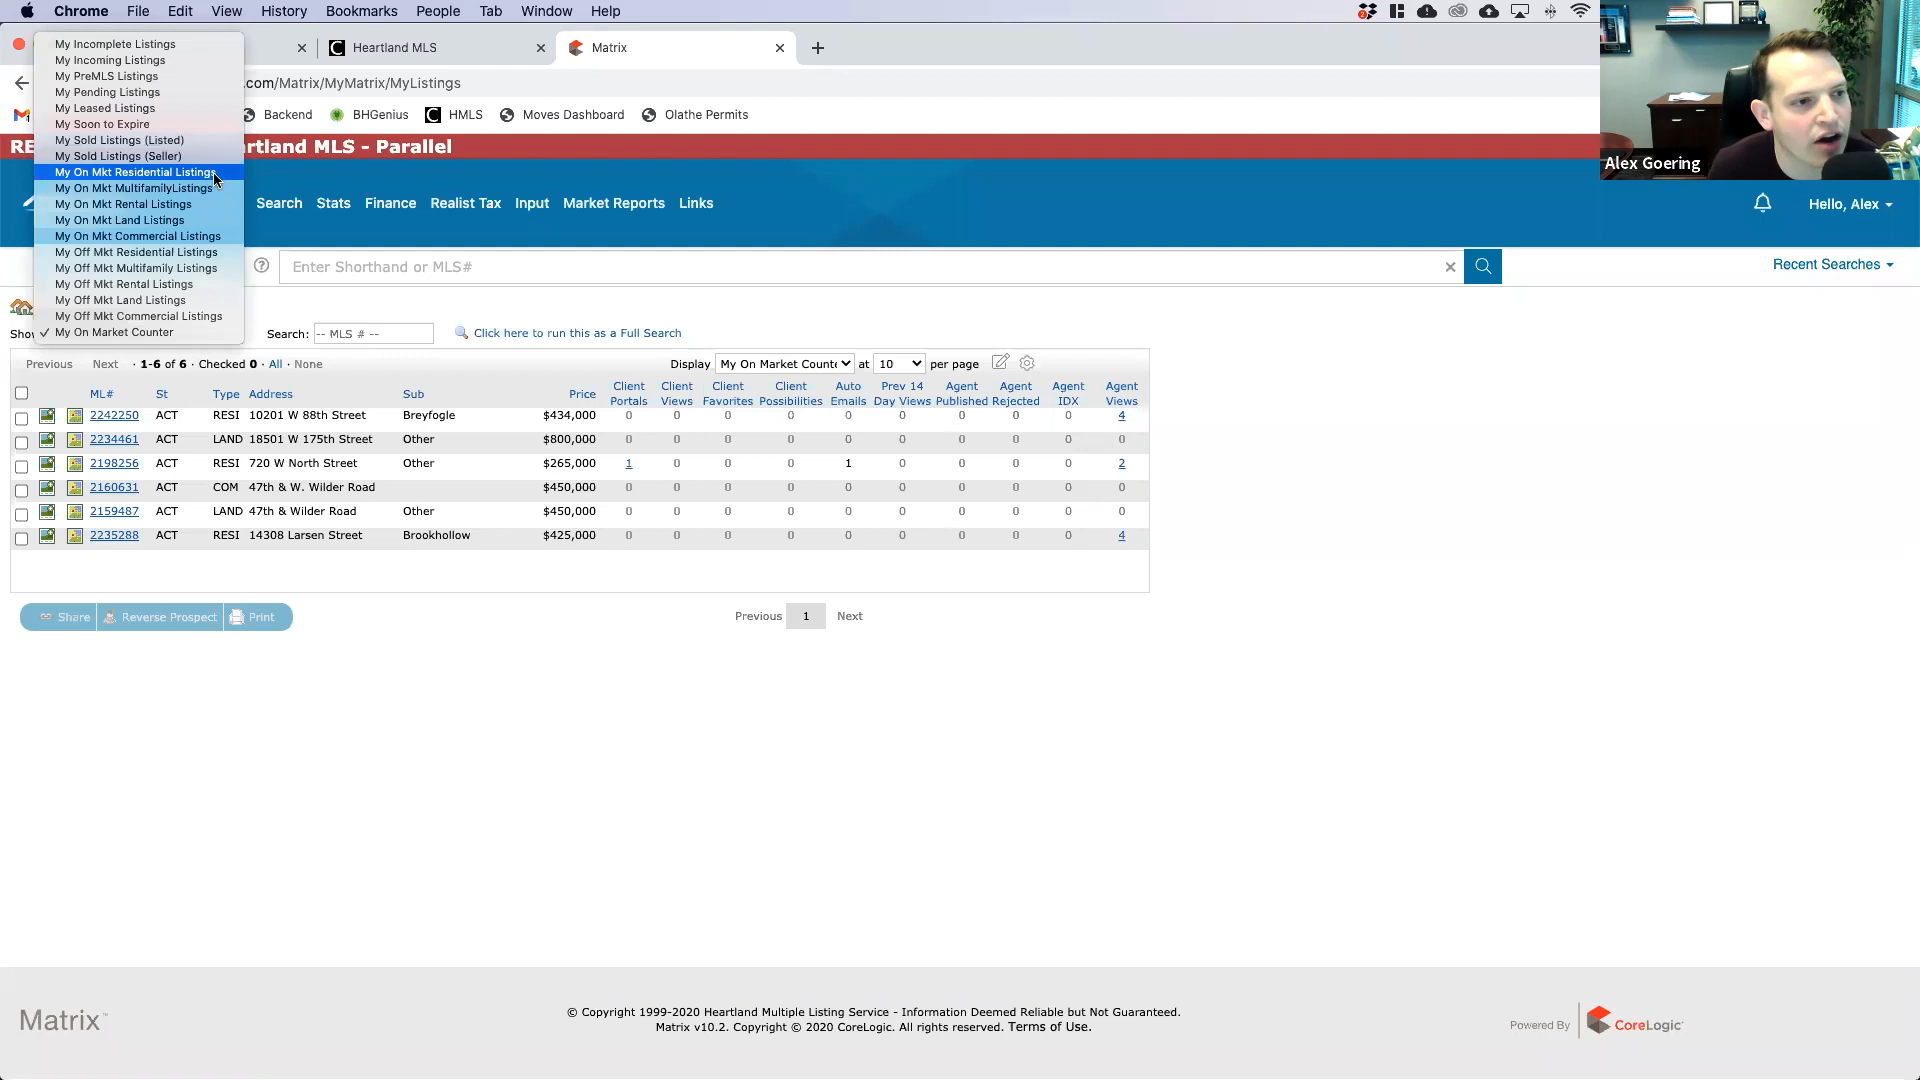 Chrome File Edit View History Bookmarks People Tab Window Help
My Incomplete Listings
My Incoming Listings
My PreMLS Listings
My Pending Listings
My Leased Listings
My Soon to Expire
My Sold Listings (Listed)
My Sold Listings (Seller)
My On Mkt Residential Listings
My On Mkt MultifamilyListings
My On Mkt Rental Listings
My On Mkt Land Listings
My On Mkt Commercial Listings
My Off Mkt Residential Listings
My Off Mkt Multifamily Listings
My Off Mkt Rental Listings
My Off Mkt Land Listings
My Off Mkt Commercial Listings
✓ My On Market Counter
Heartland MLS
Matrix
.com/Matrix/MyMatrix/MyListings
Backend BHGenius HMLS Moves Dashboard Olathe Permits
RE rtland MLS - Parallel
Alex Goering
Search Stats Finance Realist Tax Input Market Reports Links
Hello, Alex
Enter Shorthand or MLS#
Recent Searches
Show Search: -- MLS # -- Click here to run this as a Full Search
Previous Next · 1-6 of 6 · Checked 0 · All · None Display My On Market Counte at 10 per page
ML# St Type Address Sub Price Client Portals Client Views Client Favorites Client Possibilities Auto Emails Prev 14 Day Views Agent Published Agent Rejected Agent IDX Agent Views
2242250 ACT RESI 10201 W 88th Street Breyfogle $434,000 0 0 0 0 0 0 0 0 0 4
2234461 ACT LAND 18501 W 175th Street Other $800,000 0 0 0 0 0 0 0 0 0 0
2198256 ACT RESI 720 W North Street Other $265,000 1 0 0 0 1 0 0 0 0 2
2160631 ACT COM 47th & W. Wilder Road $450,000 0 0 0 0 0 0 0 0 0 0
2159487 ACT LAND 47th & Wilder Road Other $450,000 0 0 0 0 0 0 0 0 0 0
2235288 ACT RESI 14308 Larsen Street Brookhollow $425,000 0 0 0 0 0 0 0 0 0 4
Share Reverse Prospect Print
Previous 1 Next
Matrix™
© Copyright 1999-2020 Heartland Multiple Listing Service - Information Deemed Reliable but Not Guaranteed.
Matrix v10.2. Copyright © 2020 CoreLogic. All rights reserved. Terms of Use.
Powered By CoreLogic